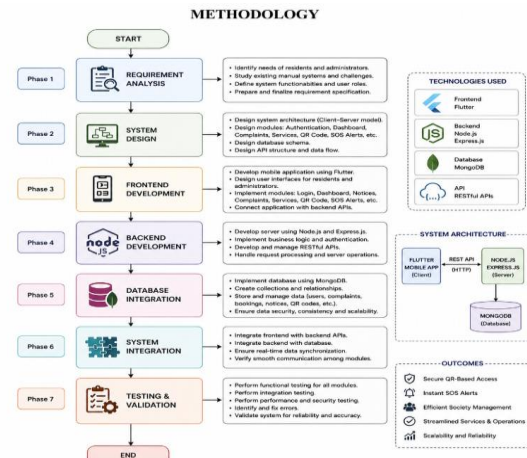 METHODOLOGY
START
Phase 1
REQUIREMENT
ANALYSIS
• Identify needs of residents and administrators.
• Study existing manual systems and challenges.
• Define system functionalities and user roles.
• Prepare and finalize requirement specification.
Phase 2
SYSTEM
DESIGN
• Design system architecture (Client–Server model).
• Design modules: Authentication, Dashboard,
Complaints, Services, QR Code, SOS Alerts, etc.
• Design database schema.
• Design API structure and data flow.
Phase 3
FRONTEND
DEVELOPMENT
• Develop mobile application using Flutter.
• Design user interfaces for residents and
administrators.
• Implement modules: Login, Dashboard, Notices,
Complaints, Services, QR Code, SOS Alerts, etc.
• Connect application with backend APIs.
Phase 4
node
JS
BACKEND
DEVELOPMENT
• Develop server using Node.js and Express.js.
• Implement business logic and authentication.
• Develop and manage RESTful APIs.
• Handle request processing and server operations.
Phase 5
DATABASE
INTEGRATION
• Implement database using MongoDB.
• Create collections and relationships.
• Store and manage data (users, complaints,
bookings, notices, QR codes, etc.).
• Ensure data security, consistency and scalability.
Phase 6
SYSTEM
INTEGRATION
• Integrate frontend with backend APIs.
• Integrate backend with database.
• Ensure real-time data synchronization.
• Verify smooth communication among modules.
Phase 7
TESTING &
VALIDATION
• Perform functional testing for all modules.
• Perform integration testing.
• Perform performance and security testing.
• Identify and fix errors.
• Validate system for reliability and accuracy.
END
TECHNOLOGIES USED
Frontend
Flutter
JS
Backend
Node.js
Express.js
Database
MongoDB
{...}
API
RESTful APIs
SYSTEM ARCHITECTURE
FLUTTER
MOBILE APP
(Client)
REST API
(HTTP)
NODE.JS
EXPRESS.JS
(Server)
MONGODB
(Database)
OUTCOMES
Secure QR-Based Access
Instant SOS Alerts
Efficient Society Management
Streamlined Services & Operations
Scalability and Reliability